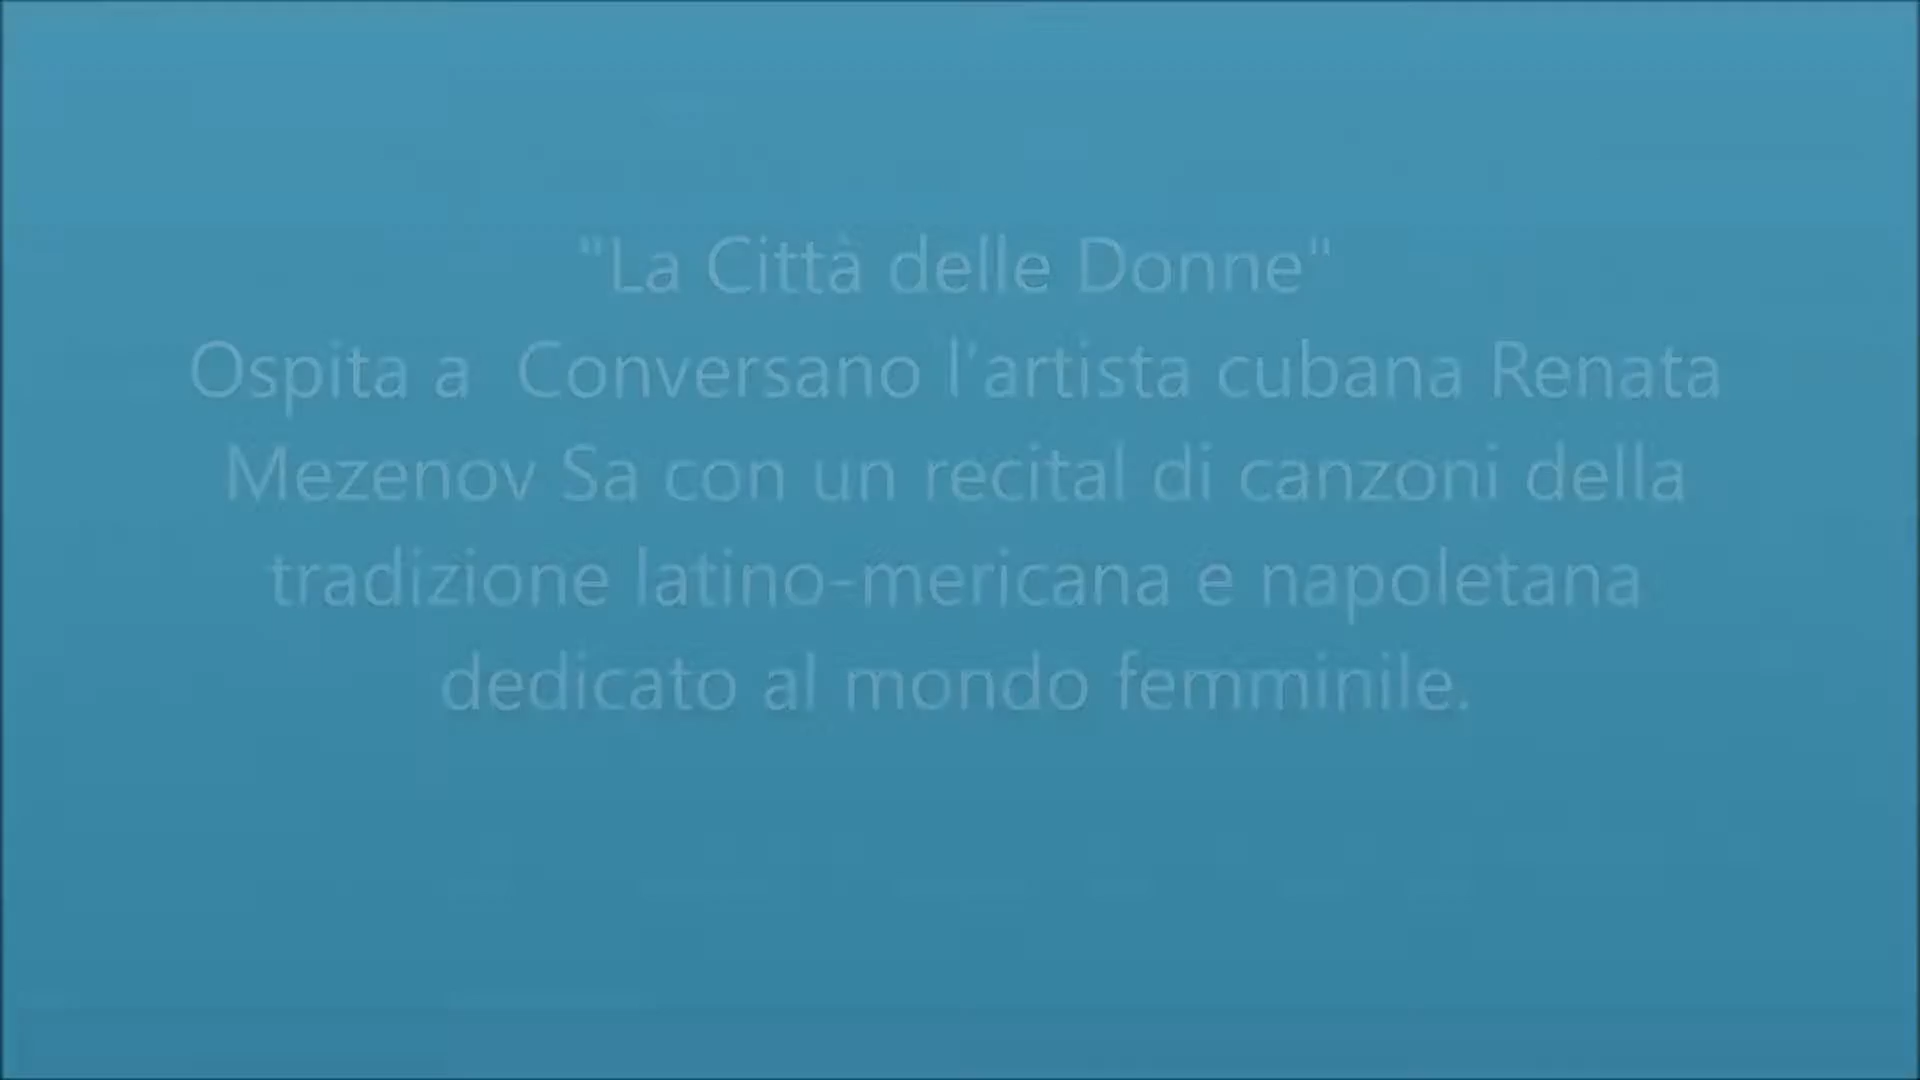 "La Città delle Donne"
Ospita a  Conversano l'artista cubana Renata
Mezenov Sa con un recital di canzoni della
tradizione latino-mericana e napoletana
dedicato al mondo femminile.